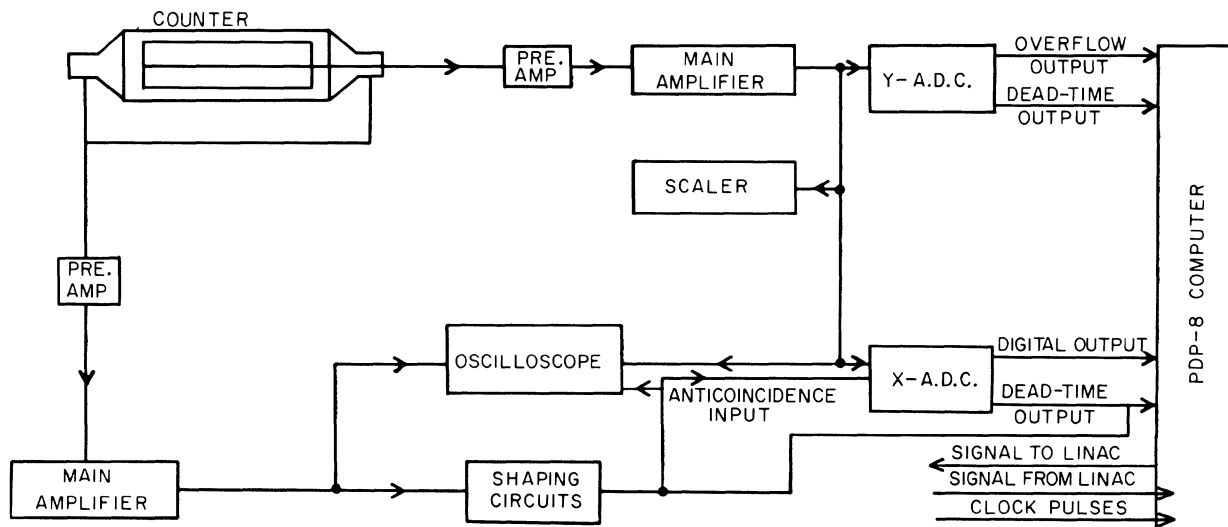 COUNTER
PRE.
AMP
MAIN
AMPLIFIER
Y-A.D.C.
OVERFLOW
OUTPUT
DEAD-TIME
OUTPUT
SCALER
PDP-8 COMPUTER
PRE.
AMP
OSCILLOSCOPE
X-A.D.C.
DIGITAL OUTPUT
DEAD-TIME
OUTPUT
ANTICOINCIDENCE
INPUT
MAIN
AMPLIFIER
SHAPING
CIRCUITS
SIGNAL TO LINAC
SIGNAL FROM LINAC
CLOCK PULSES